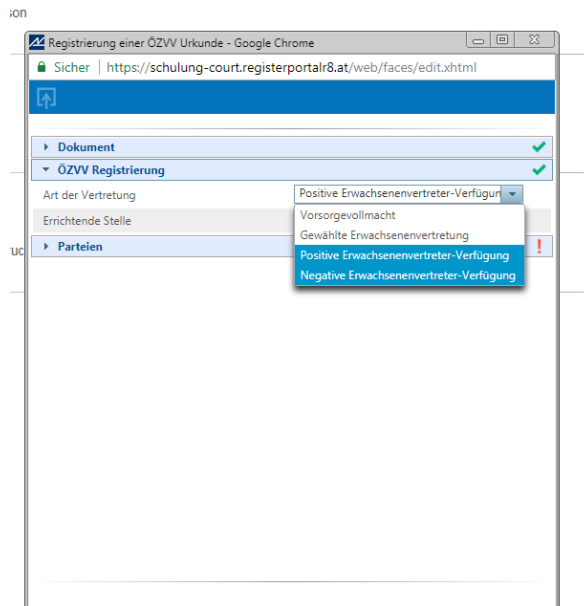 son
Registrierung einer ÖZVV Urkunde - Google Chrome
Sicher | https://schulung-court.registerportalr8.at/web/faces/edit.xhtml
Dokument
ÖZVV Registrierung
Art der Vertretung
Positive Erwachsenenvertreter-Verfügun
Vorsorgevollmacht
Errichtende Stelle
Gewählte Erwachsenenvertretung
ruc
Parteien
!
Positive Erwachsenenvertreter-Verfügung
Negative Erwachsenenvertreter-Verfügung